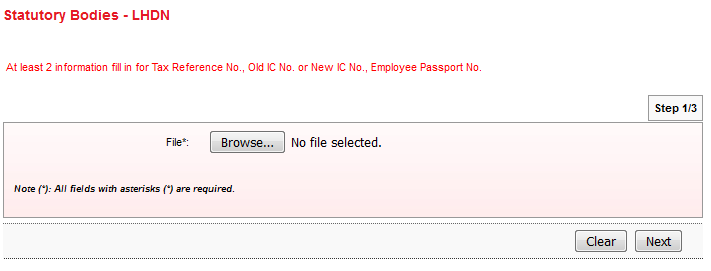 Statutory Bodies - LHDN
At least 2 information fill in for Tax Reference No., Old IC No. or New IC No., Employee Passport No.
Step 1/3
File*: Browse... No file selected.
Note (*): All fields with asterisks (*) are required.
Clear Next